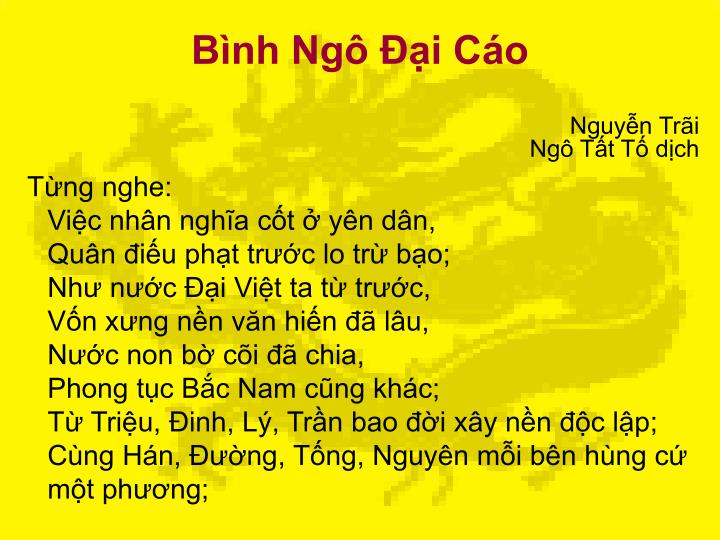 Bình Ngô Đại Cáo
Nguyễn Trãi
Ngô Tất Tố dịch
Từng nghe:
Việc nhân nghĩa cốt ở yên dân,
Quân điếu phạt trước lo trừ bạo;
Như nước Đại Việt ta từ trước,
Vốn xưng nền văn hiến đã lâu,
Nước non bờ cõi đã chia,
Phong tục Bắc Nam cũng khác;
Từ Triệu, Đinh, Lý, Trần bao đời xây nền độc lập;
Cùng Hán, Đường, Tống, Nguyên mỗi bên hùng cứ
một phương;